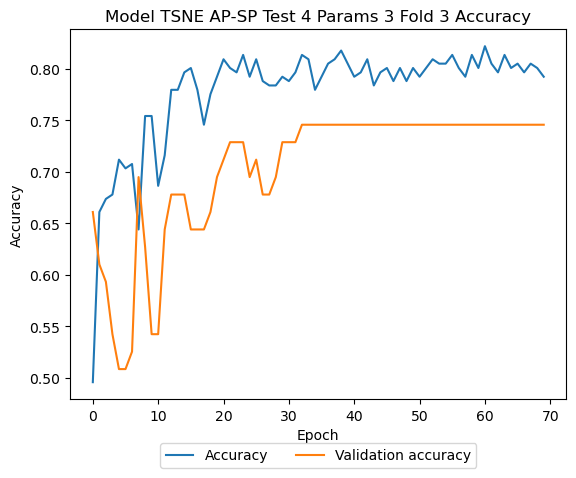 Model TSNE AP-SP Test 4 Params 3 Fold 3 Accuracy
0.80
0.75
0.70
0.65
0.60
0.55
0.50
Accuracy
0 10 20 30 40 50 60 70
Epoch
Accuracy Validation accuracy